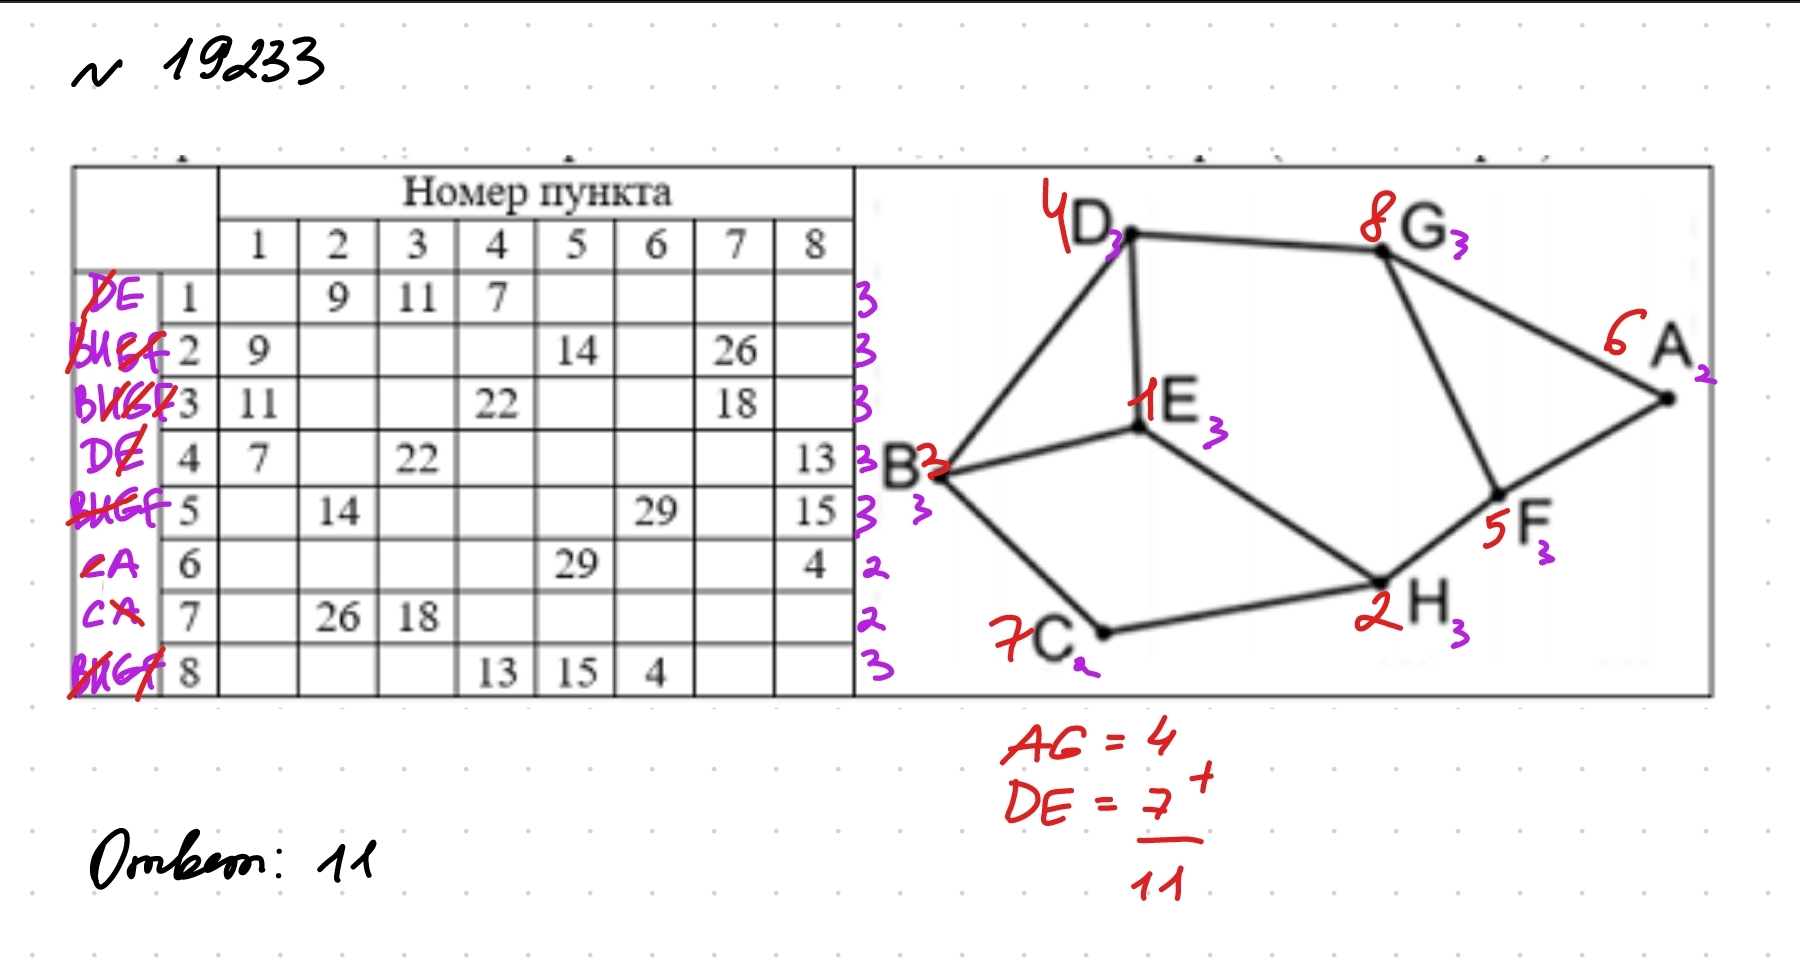 ~ 19233
Номер пункта
1 2 3 4 5 6 7 8
DE 1 9 11 7 3
BHGF 2 9 14 26 3
BHGF 3 11 22 18 3
DE 4 7 22 13 3
BHGF 5 14 29 15 3
CA 6 29 4 2
CA 7 26 18 2
BHGF 8 13 15 4 3
4 D 3
8 G 3
6 A 2
1 E 3
B 3 3
5 F 3
2 H 3
7 C 2
AG = 4
+
DE = 7
11
Ответ: 11